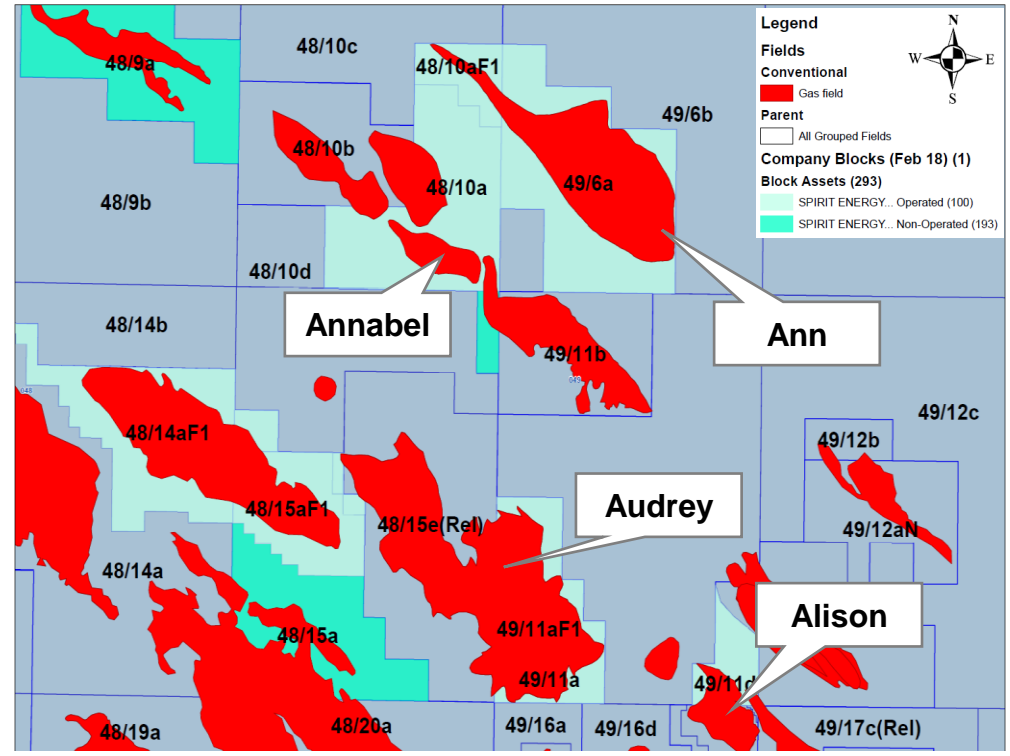 Legend
Fields
Conventional
Gas field
Parent
All Grouped Fields
Company Blocks (Feb 18) (1)
Block Assets (293)
SPIRIT ENERGY... Operated (100)
SPIRIT ENERGY... Non-Operated (193)
N
W
E
S
48/9a
48/10c
48/10aF1
49/6b
48/10b
48/10a
49/6a
48/9b
48/10d
Annabel
Ann
48/14b
49/11b
048
049
49/12c
48/14aF1
49/12b
48/15aF1
Audrey
48/15e(Rel)
49/12aN
48/14a
Alison
48/15a
49/11aF1
49/11a
49/11d
48/19a
48/20a
49/16a
49/16d
49/17c(Rel)